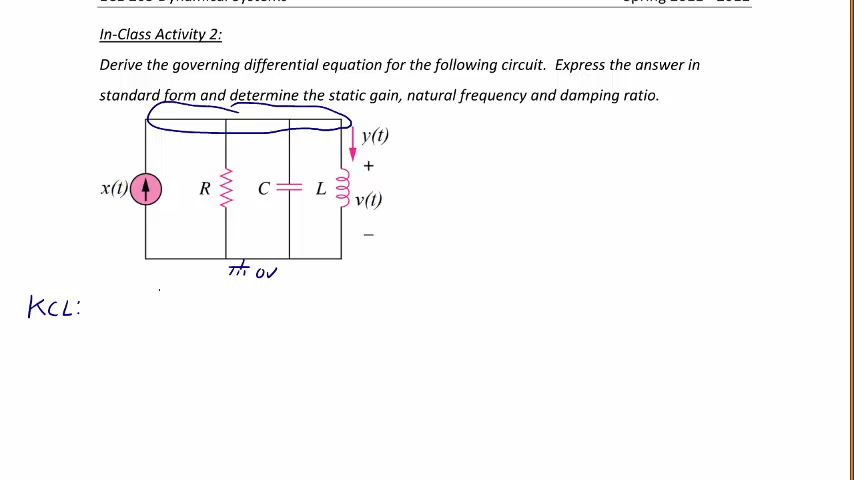 In-Class Activity 2:
Derive the governing differential equation for the following circuit. Express the answer in
standard form and determine the static gain, natural frequency and damping ratio.
y(t)
+
x(t)
R
C
L
v(t)
–
0V
KCL: